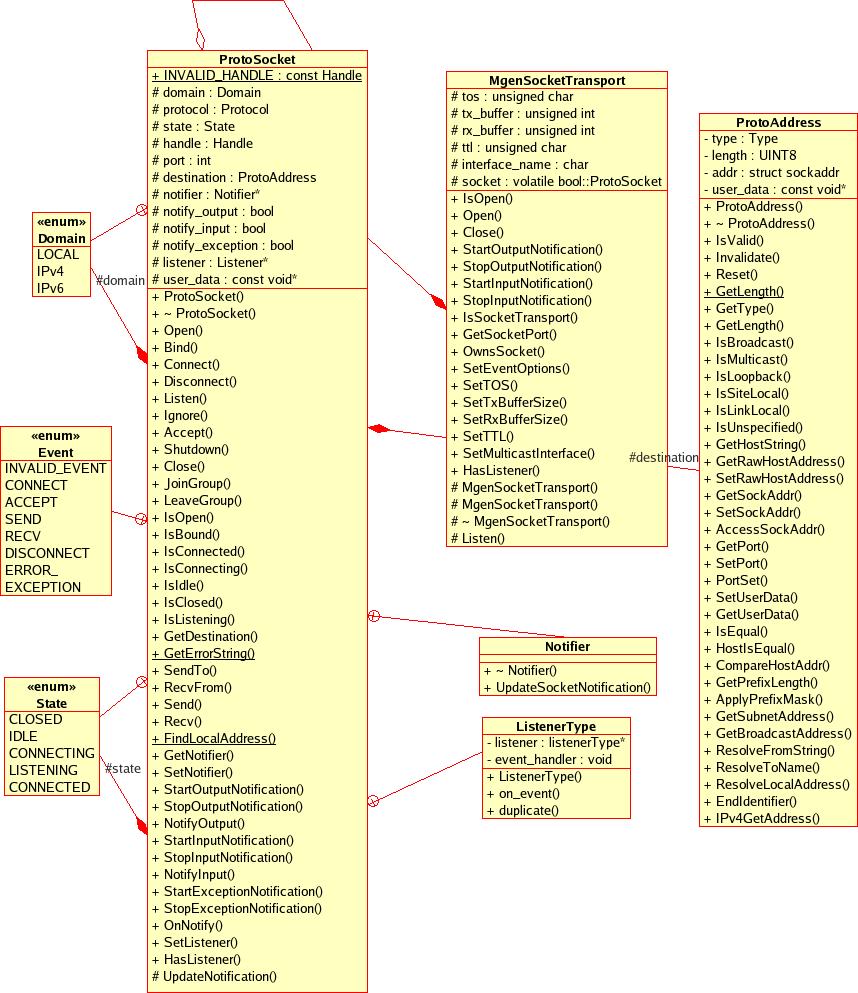 ProtoSocket
+ INVALID_HANDLE : const Handle
# domain : Domain
# protocol : Protocol
# state : State
# handle : Handle
# port : int
# destination : ProtoAddress
# notifier : Notifier*
# notify_output : bool
# notify_input : bool
# notify_exception : bool
# listener : Listener*
# user_data : const void*
+ ProtoSocket()
+ ~ ProtoSocket()
+ Open()
+ Bind()
+ Connect()
+ Disconnect()
+ Listen()
+ Ignore()
+ Accept()
+ Shutdown()
+ Close()
+ JoinGroup()
+ LeaveGroup()
+ IsOpen()
+ IsBound()
+ IsConnected()
+ IsConnecting()
+ IsIdle()
+ IsClosed()
+ IsListening()
+ GetDestination()
+ GetErrorString()
+ SendTo()
+ RecvFrom()
+ Send()
+ Recv()
+ FindLocalAddress()
+ GetNotifier()
+ SetNotifier()
+ StartOutputNotification()
+ StopOutputNotification()
+ NotifyOutput()
+ StartInputNotification()
+ StopInputNotification()
+ NotifyInput()
+ StartExceptionNotification()
+ StopExceptionNotification()
+ OnNotify()
+ SetListener()
+ HasListener()
# UpdateNotification()
«enum»
Domain
LOCAL
IPv4
IPv6
#domain
«enum»
Event
INVALID_EVENT
CONNECT
ACCEPT
SEND
RECV
DISCONNECT
ERROR_
EXCEPTION
«enum»
State
CLOSED
IDLE
CONNECTING
LISTENING
CONNECTED
#state
MgenSocketTransport
# tos : unsigned char
# tx_buffer : unsigned int
# rx_buffer : unsigned int
# ttl : unsigned char
# interface_name : char
# socket : volatile bool::ProtoSocket
+ IsOpen()
+ Open()
+ Close()
+ StartOutputNotification()
+ StopOutputNotification()
+ StartInputNotification()
+ StopInputNotification()
+ IsSocketTransport()
+ GetSocketPort()
+ OwnsSocket()
+ SetEventOptions()
+ SetTOS()
+ SetTxBufferSize()
+ SetRxBufferSize()
+ SetTTL()
+ SetMulticastInterface()
+ HasListener()
# MgenSocketTransport()
# MgenSocketTransport()
# ~ MgenSocketTransport()
# Listen()
#destination
Notifier
+ ~ Notifier()
+ UpdateSocketNotification()
ListenerType
- listener : listenerType*
- event_handler : void
+ ListenerType()
+ on_event()
+ duplicate()
ProtoAddress
- type : Type
- length : UINT8
- addr : struct sockaddr
- user_data : const void*
+ ProtoAddress()
+ ~ ProtoAddress()
+ IsValid()
+ Invalidate()
+ Reset()
+ GetLength()
+ GetType()
+ GetLength()
+ IsBroadcast()
+ IsMulticast()
+ IsLoopback()
+ IsSiteLocal()
+ IsLinkLocal()
+ IsUnspecified()
+ GetHostString()
+ GetRawHostAddress()
+ SetRawHostAddress()
+ GetSockAddr()
+ SetSockAddr()
+ AccessSockAddr()
+ GetPort()
+ SetPort()
+ PortSet()
+ SetUserData()
+ GetUserData()
+ IsEqual()
+ HostIsEqual()
+ CompareHostAddr()
+ GetPrefixLength()
+ ApplyPrefixMask()
+ GetSubnetAddress()
+ GetBroadcastAddress()
+ ResolveFromString()
+ ResolveToName()
+ ResolveLocalAddress()
+ EndIdentifier()
+ IPv4GetAddress()